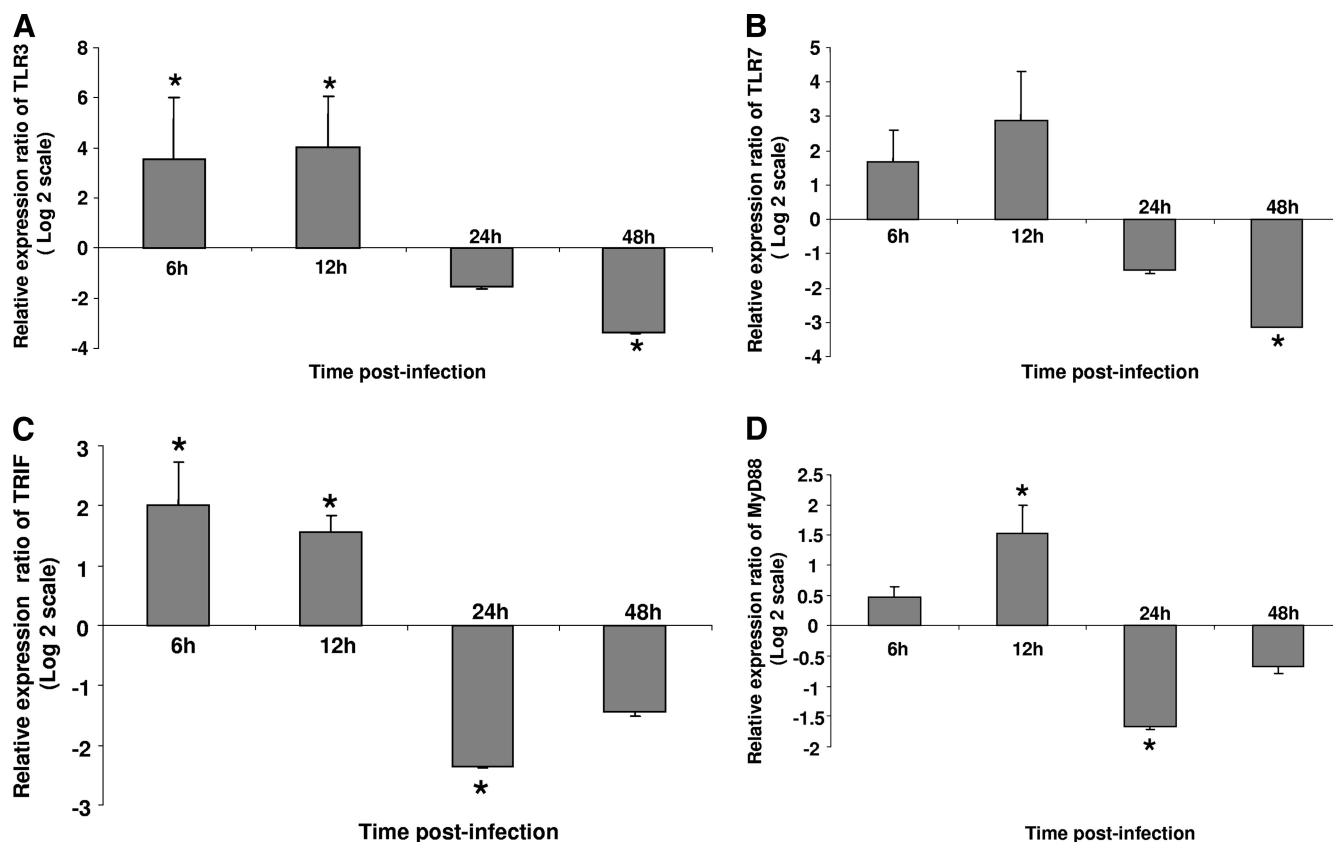 A
Relative expression ratio of TLR3
( Log 2 scale)
8
6
4
2
0
-2
-4
*
*
24h
48h
6h
12h
*
Time post-infection
B
Relative expression ratio of TLR7
( Log 2 scale)
5
4
3
2
1
0
-1
-2
-3
-4
24h
48h
6h
12h
*
Time post-infection
C
Relative expression ratio of TRIF
(Log 2 scale)
3
2
1
0
-1
-2
-3
*
*
24h
48h
6h
12h
*
Time post-infection
D
Relative expression ratio of MyD88
(Log 2 scale)
2.5
2
1.5
1
0.5
0
-0.5
-1
-1.5
-2
*
24h
48h
6h
12h
*
Time post-infection